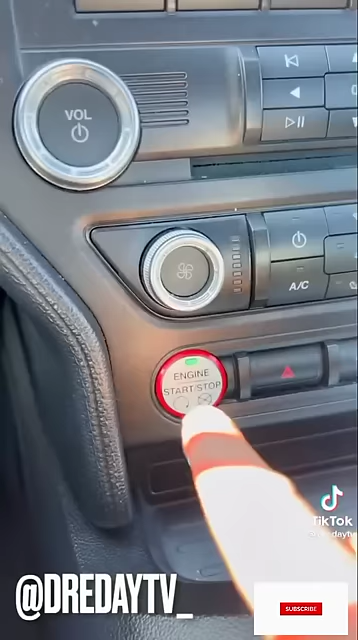 VOL
A/C
ENGINE
START STOP
TikTok
@DREDAYTV_
SUBSCRIBE